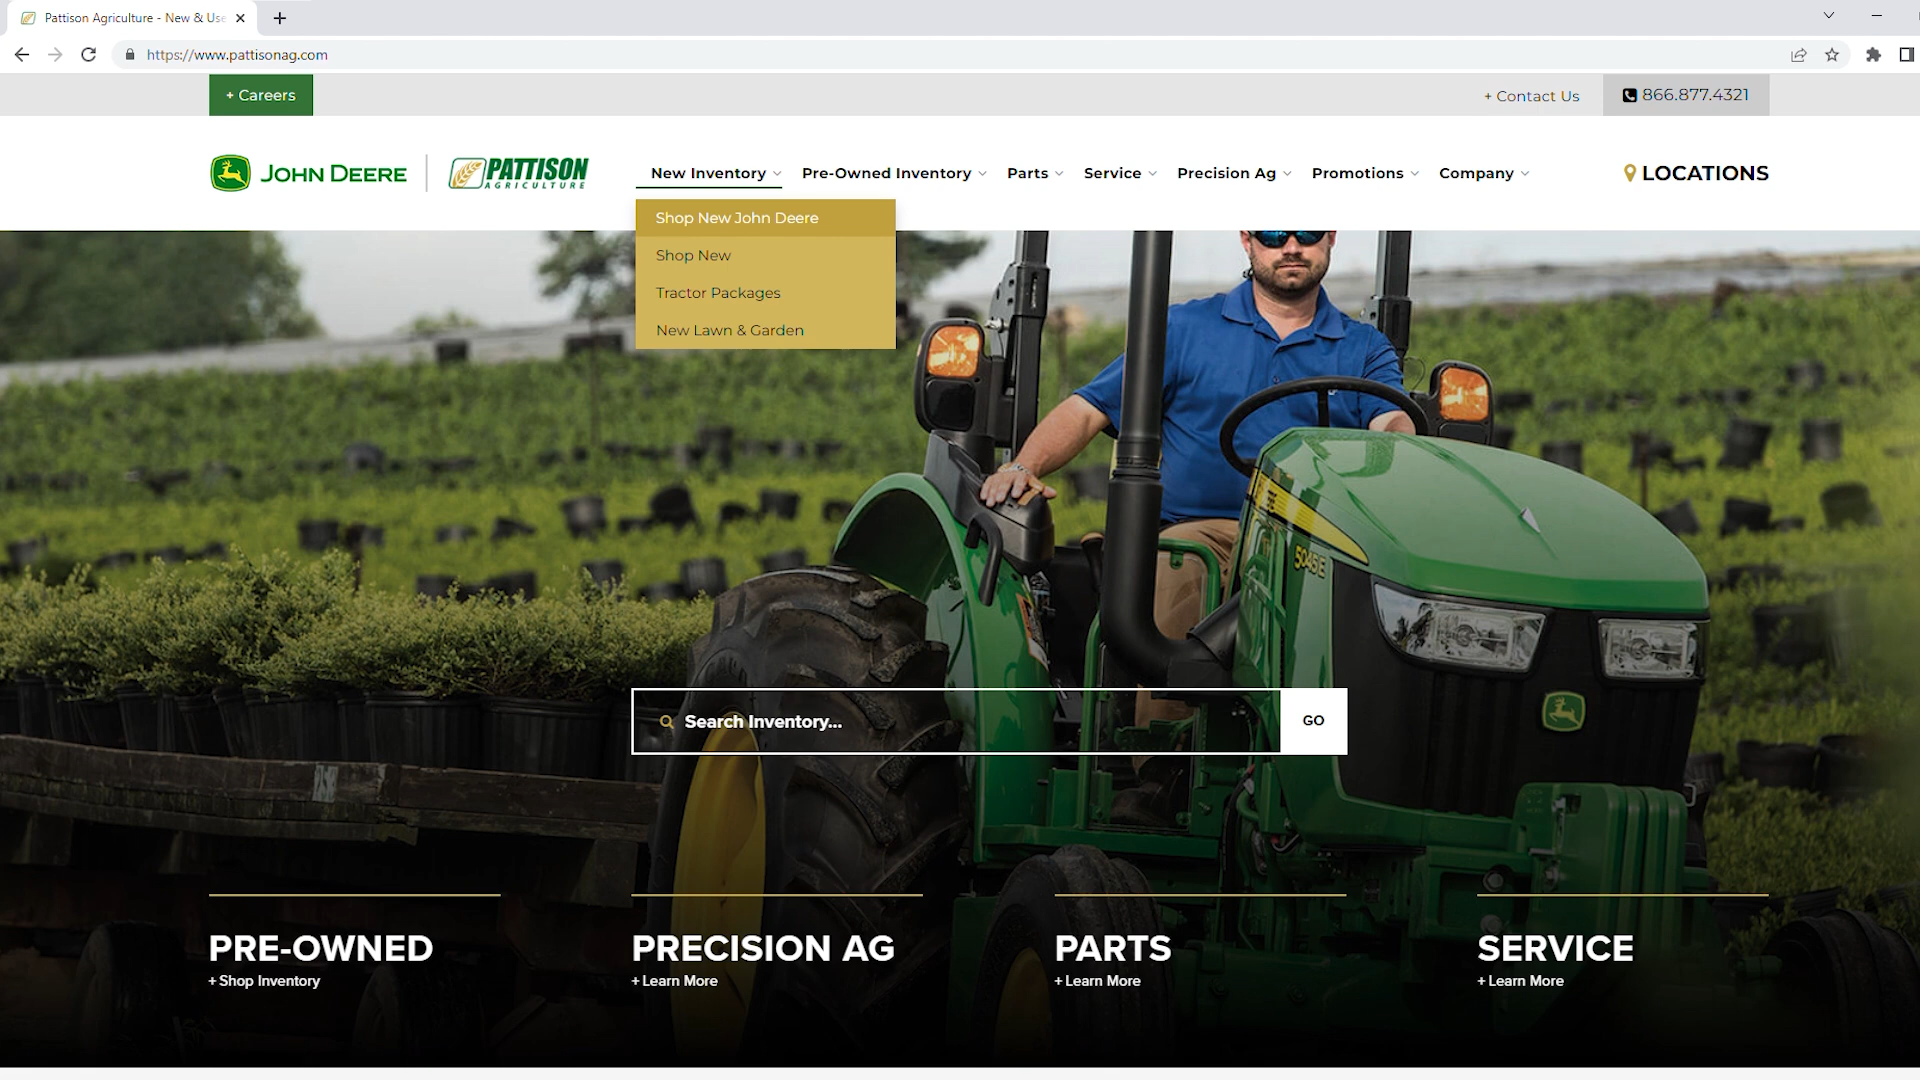 Pattison Agriculture - New & Use
https://www.pattisonag.com
+ Careers
+ Contact Us
866.877.4321
JOHN DEERE
PATTISON
AGRICULTURE
New Inventory
Pre-Owned Inventory
Parts
Service
Precision Ag
Promotions
Company
LOCATIONS
Shop New John Deere
Shop New
Tractor Packages
New Lawn & Garden
5045E
Search Inventory...
GO
PRE-OWNED
PRECISION AG
PARTS
SERVICE
+ Shop Inventory
+ Learn More
+ Learn More
+ Learn More